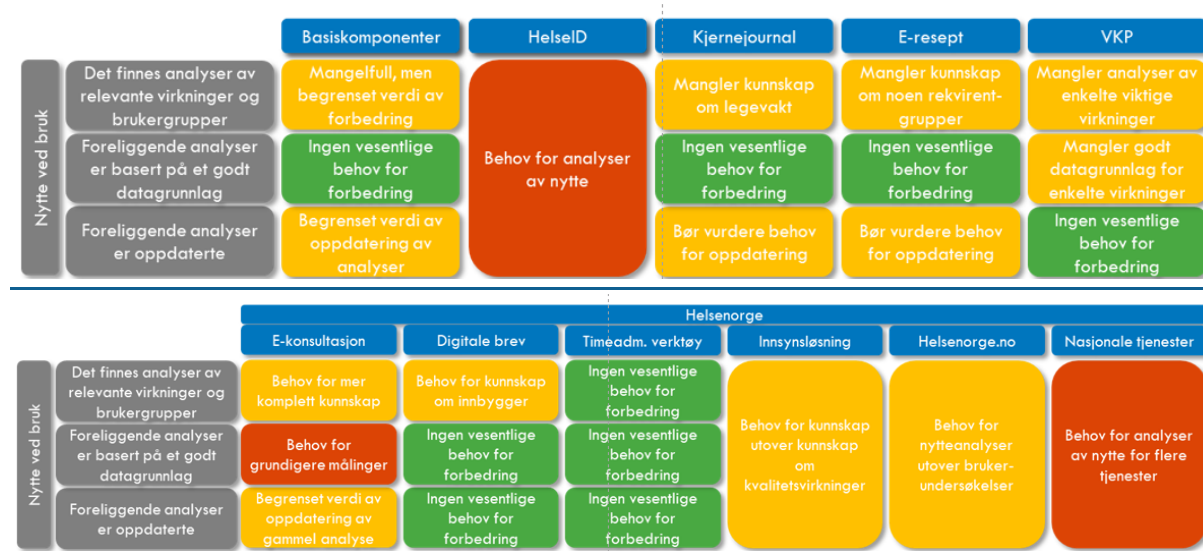 Basiskomponenter
HelseID
Kjernejournal
E-resept
VKP
Nytte ved bruk
Det finnes analyser av
relevante virkninger og
brukergrupper
Mangelfull, men
begrenset verdi av
forbedring
Behov for analyser
av nytte
Mangler kunnskap
om legevakt
Mangler kunnskap
om noen rekvirent-
grupper
Mangler analyser av
enkelte viktige
virkninger
Foreliggende analyser
er basert på et godt
datagrunnlag
Ingen vesentlige
behov for
forbedring
Ingen vesentlige
behov for
forbedring
Ingen vesentlige
behov for
forbedring
Mangler godt
datagrunnlag for
enkelte virkninger
Foreliggende analyser
er oppdaterte
Begrenset verdi av
oppdatering av
analyser
Bør vurdere behov
for oppdatering
Bør vurdere behov
for oppdatering
Ingen vesentlige
behov for
forbedring
Helsenorge
E-konsultasjon
Digitale brev
Timeadm. verktøy
Innsynsløsning
Helsenorge.no
Nasjonale tjenester
Nytte ved bruk
Det finnes analyser av
relevante virkninger og
brukergrupper
Behov for mer
komplett kunnskap
Behov for kunnskap
om innbygger
Ingen vesentlige
behov for
forbedring
Behov for kunnskap
utover kunnskap
om
kvalitetsvirkninger
Behov for
nytteanalyser
utover bruker-
undersøkelser
Behov for analyser
av nytte for flere
tjenester
Foreliggende analyser
er basert på et godt
datagrunnlag
Behov for
grundigere målinger
Ingen vesentlige
behov for
forbedring
Ingen vesentlige
behov for
forbedring
Foreliggende analyser
er oppdaterte
Begrenset verdi av
oppdatering av
gammel analyse
Ingen vesentlige
behov for
forbedring
Ingen vesentlige
behov for
forbedring